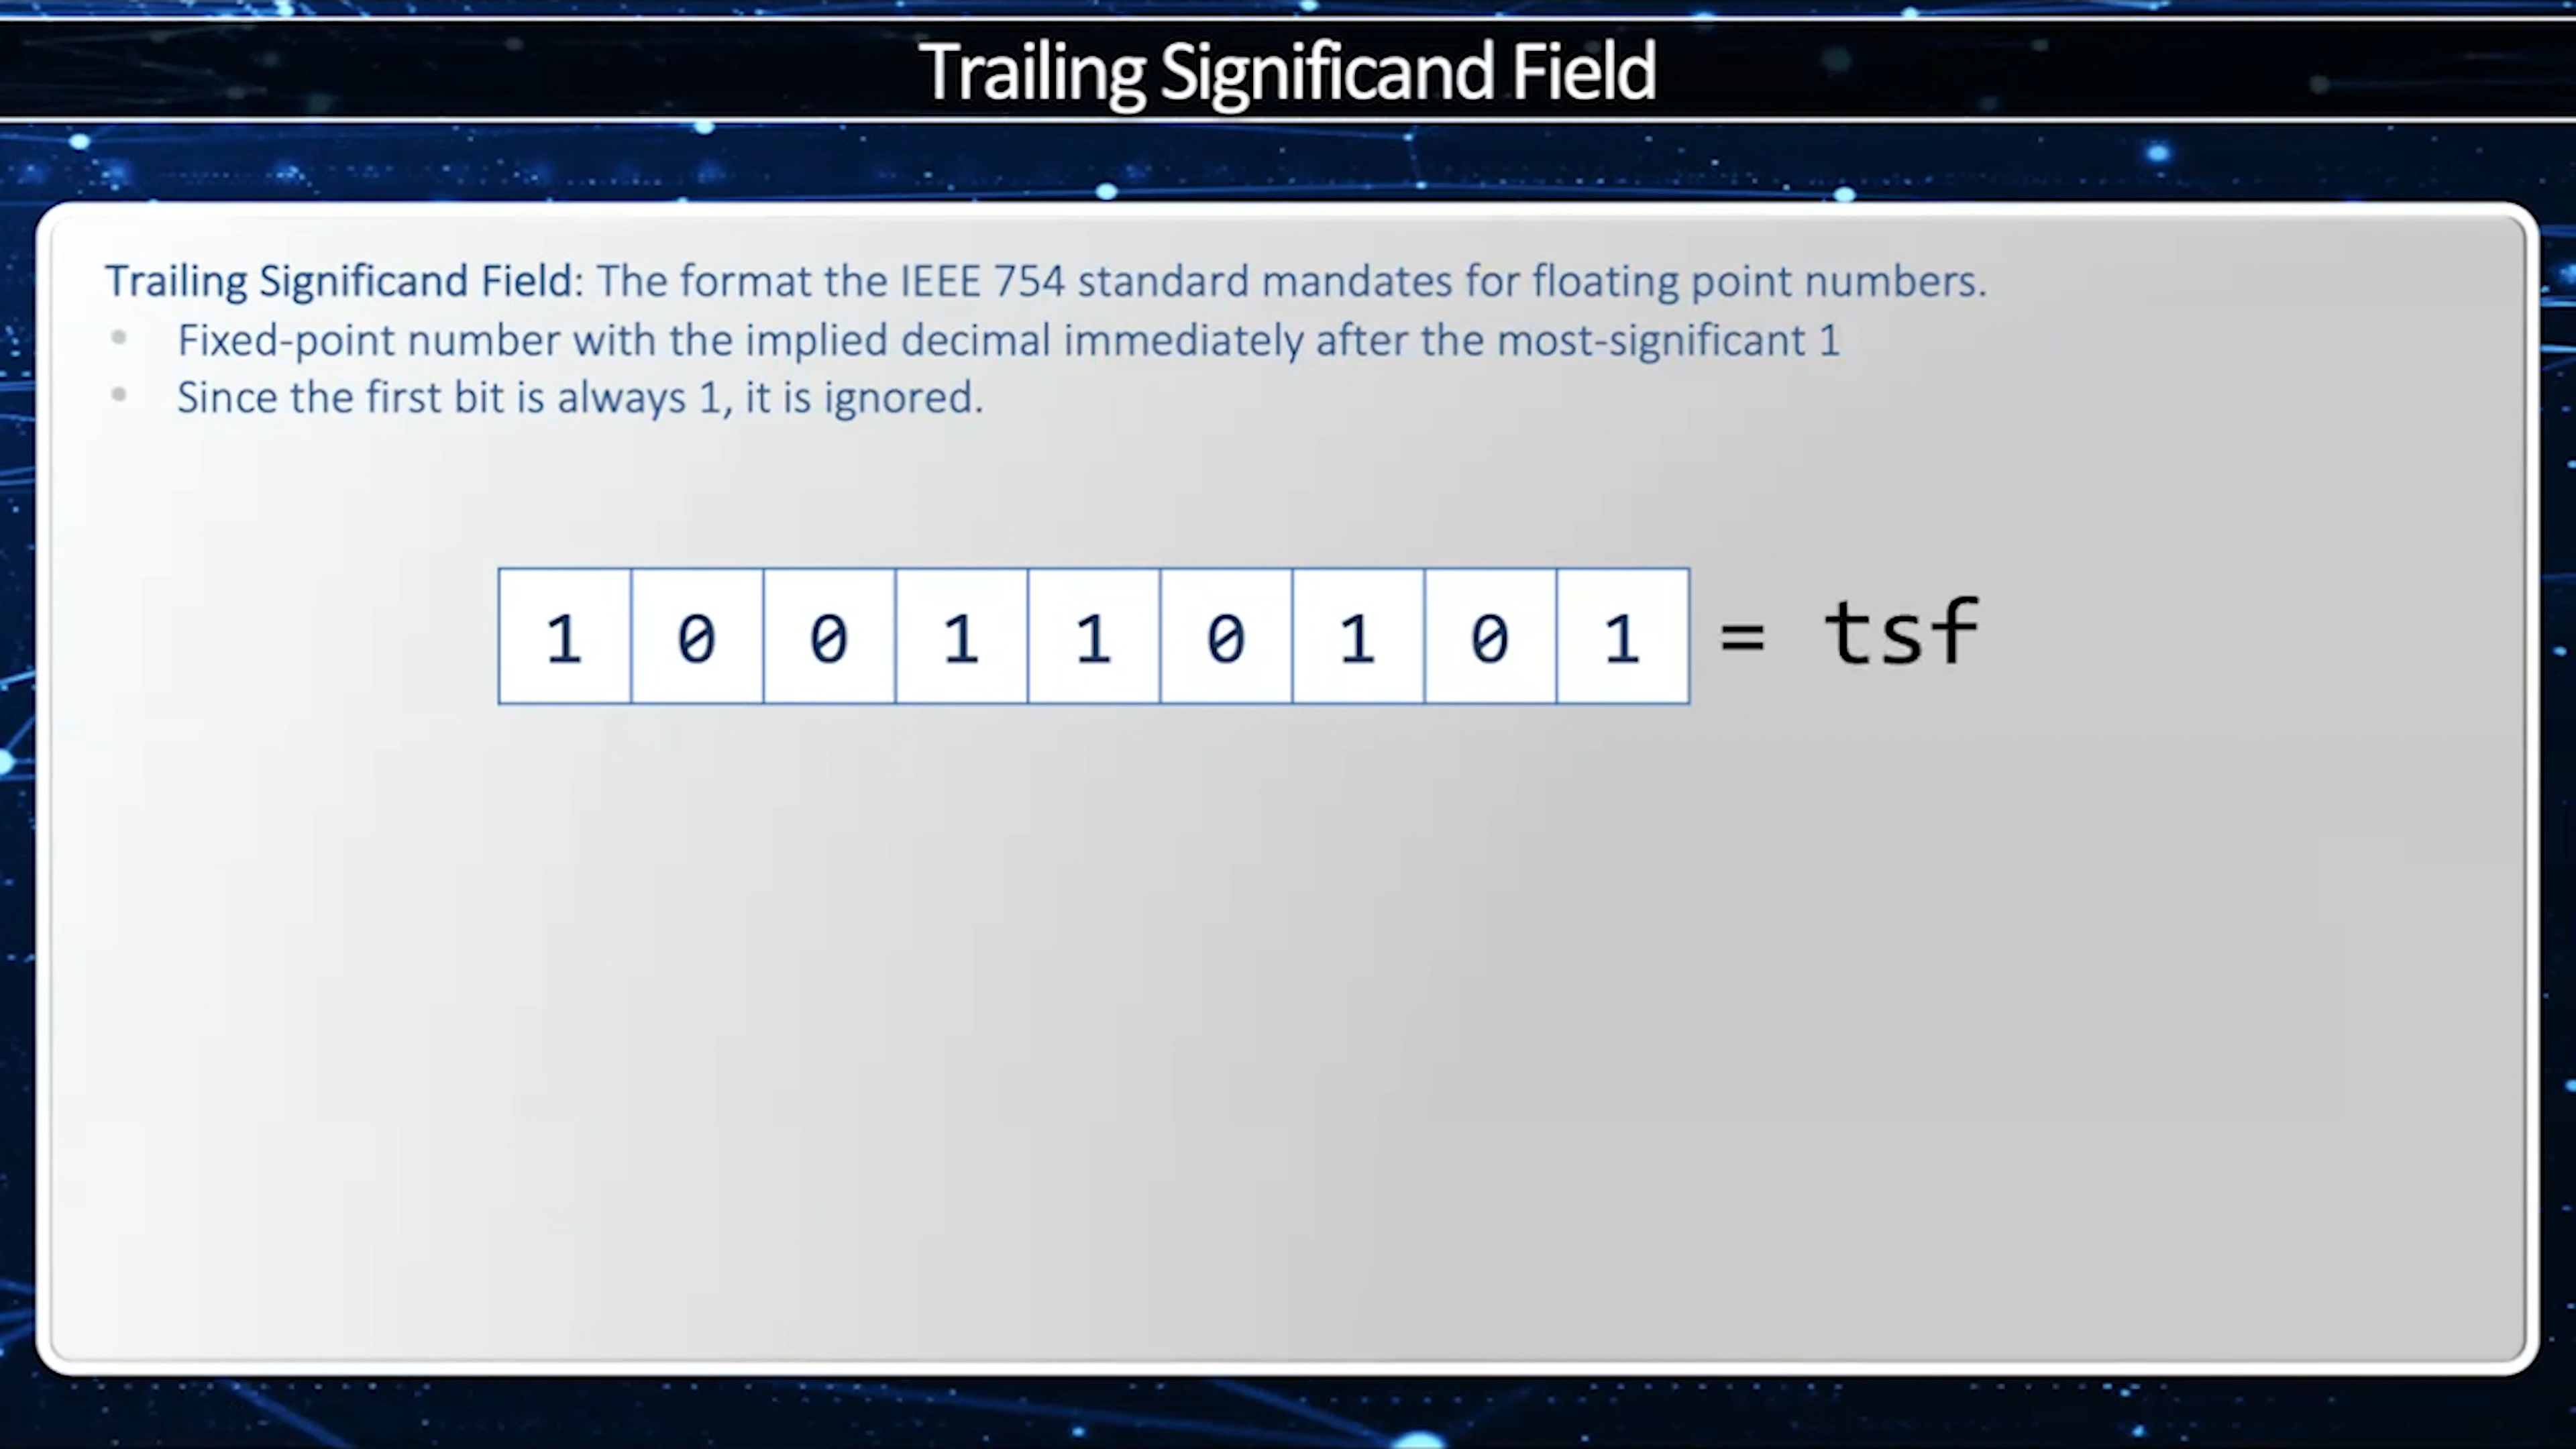 Trailing Significand Field
Trailing Significand Field: The format the IEEE 754 standard mandates for floating point numbers.
• Fixed-point number with the implied decimal immediately after the most-significant 1
• Since the first bit is always 1, it is ignored.
1 0 0 1 1 0 1 0 1 = tsf